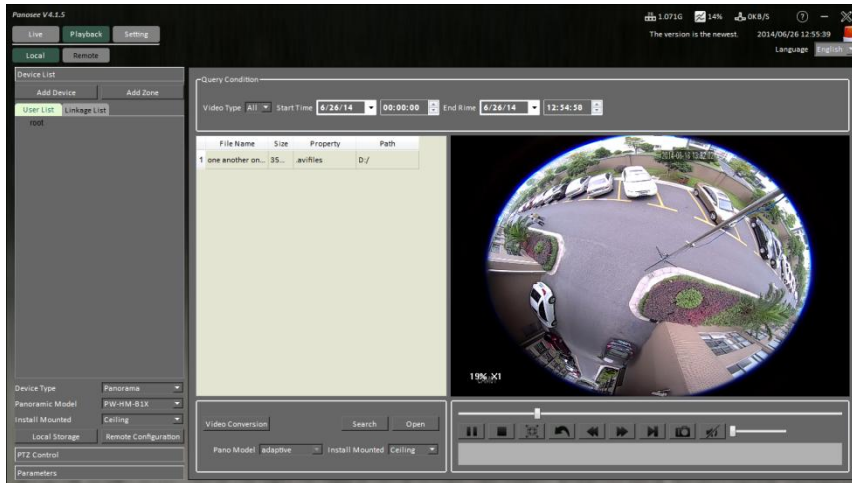 Panosee V4.1.5
1.071G 14% 0KB/S
Live Playback Setting
The version is the newest. 2014/06/26 12:55:39
Local Remote
Language English
Device List
Add Device Add Zone
User List Linkage List
root
Query Condition
Video Type All Start Time 6/26/14 00:00:00 End Rime 6/26/14 12:54:58
File Name Size Property Path
1 one another on... 35... .avifiles D:/
19% X1
Device Type Panorama
Panoramic Model PW-HM-B1X
Install Mounted Ceiling
Local Storage Remote Configuration
PTZ Control
Parameters
Video Conversion Search Open
Pano Model adaptive Install Mounted Ceiling